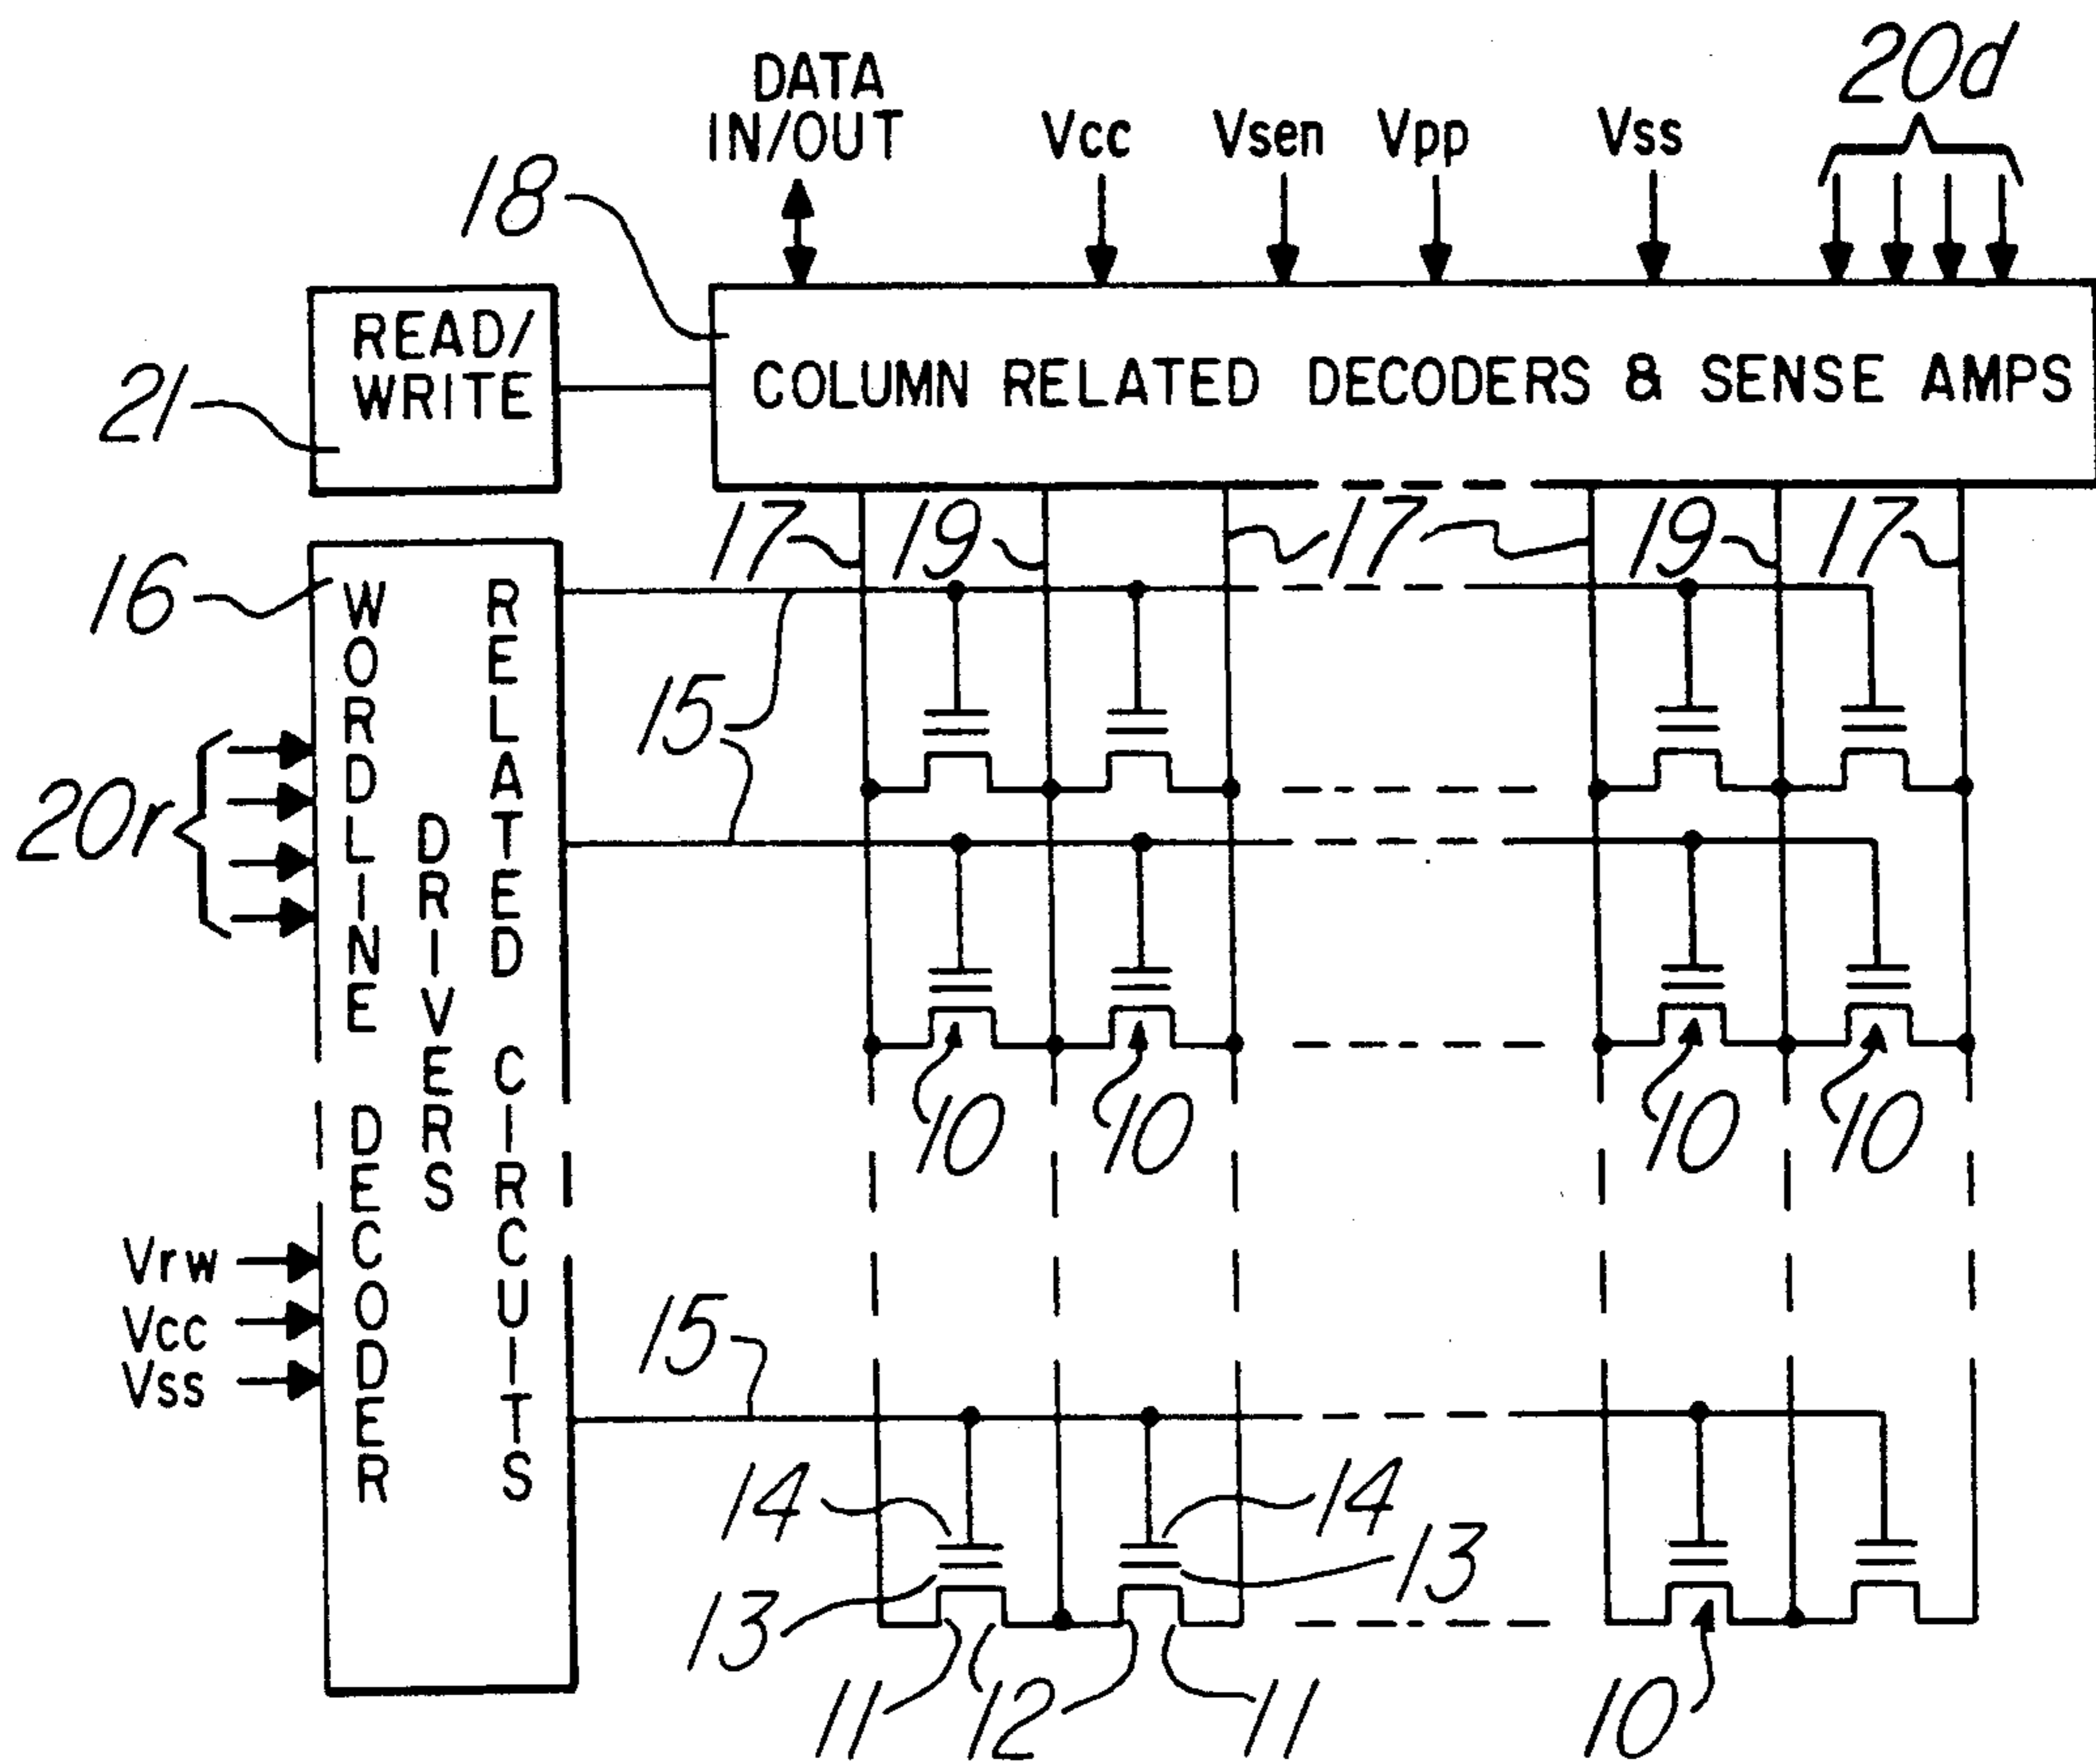 DATA
IN/OUT
Vcc
Vsen
Vpp
Vss
20d
18
READ/
WRITE
21
COLUMN RELATED DECODERS & SENSE AMPS
17
19
17
19
17
16
WORDLINE DECODER
DRIVERS
RELATED CIRCUITS
15
20r
10
10
10
10
Vrw
Vcc
Vss
15
14
14
13
13
11
12
11
10